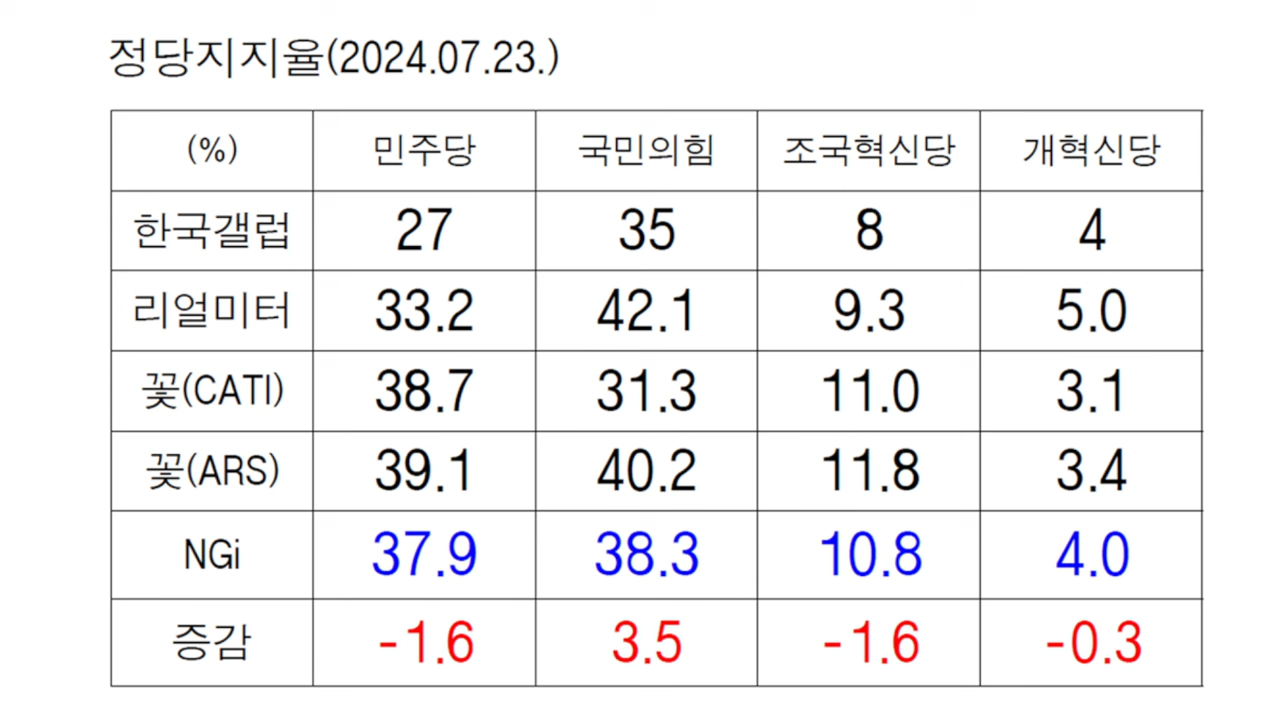 정당지지율(2024.07.23.)
(%) 민주당 국민의힘 조국혁신당 개혁신당
한국갤럽 27 35 8 4
리얼미터 33.2 42.1 9.3 5.0
꽃(CATI) 38.7 31.3 11.0 3.1
꽃(ARS) 39.1 40.2 11.8 3.4
NGi 37.9 38.3 10.8 4.0
증감 -1.6 3.5 -1.6 -0.3